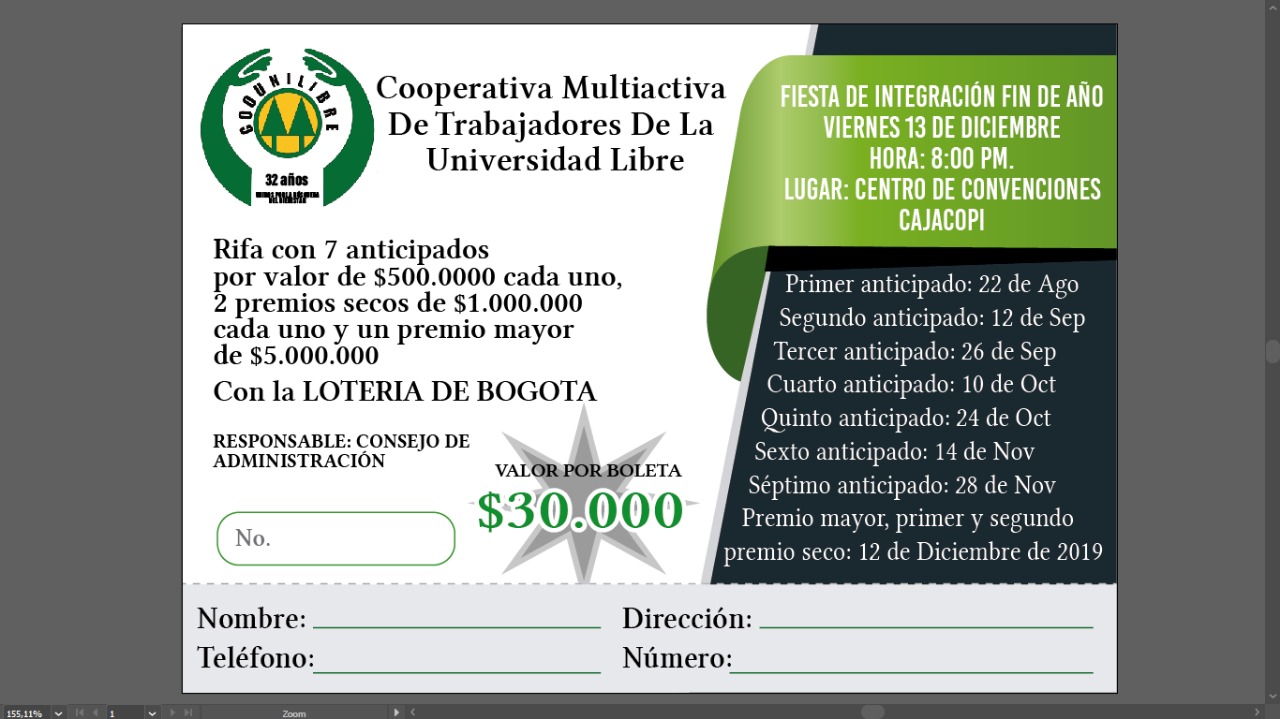 COOUNILIBRE
32 años
Cooperativa Multiactiva
De Trabajadores De La
Universidad Libre
Rifa con 7 anticipados
por valor de $500.0000 cada uno,
2 premios secos de $1.000.000
cada uno y un premio mayor
de $5.000.000
Con la LOTERIA DE BOGOTA
RESPONSABLE: CONSEJO DE
ADMINISTRACIÓN
VALOR POR BOLETA
$30.000
No.
FIESTA DE INTEGRACIÓN FIN DE AÑO
VIERNES 13 DE DICIEMBRE
HORA: 8:00 PM.
LUGAR: CENTRO DE CONVENCIONES
CAJACOPI
Primer anticipado: 22 de Ago
Segundo anticipado: 12 de Sep
Tercer anticipado: 26 de Sep
Cuarto anticipado: 10 de Oct
Quinto anticipado: 24 de Oct
Sexto anticipado: 14 de Nov
Séptimo anticipado: 28 de Nov
Premio mayor, primer y segundo
premio seco: 12 de Diciembre de 2019
Nombre:
Dirección:
Teléfono:
Número:
155,11%
1
Zoom